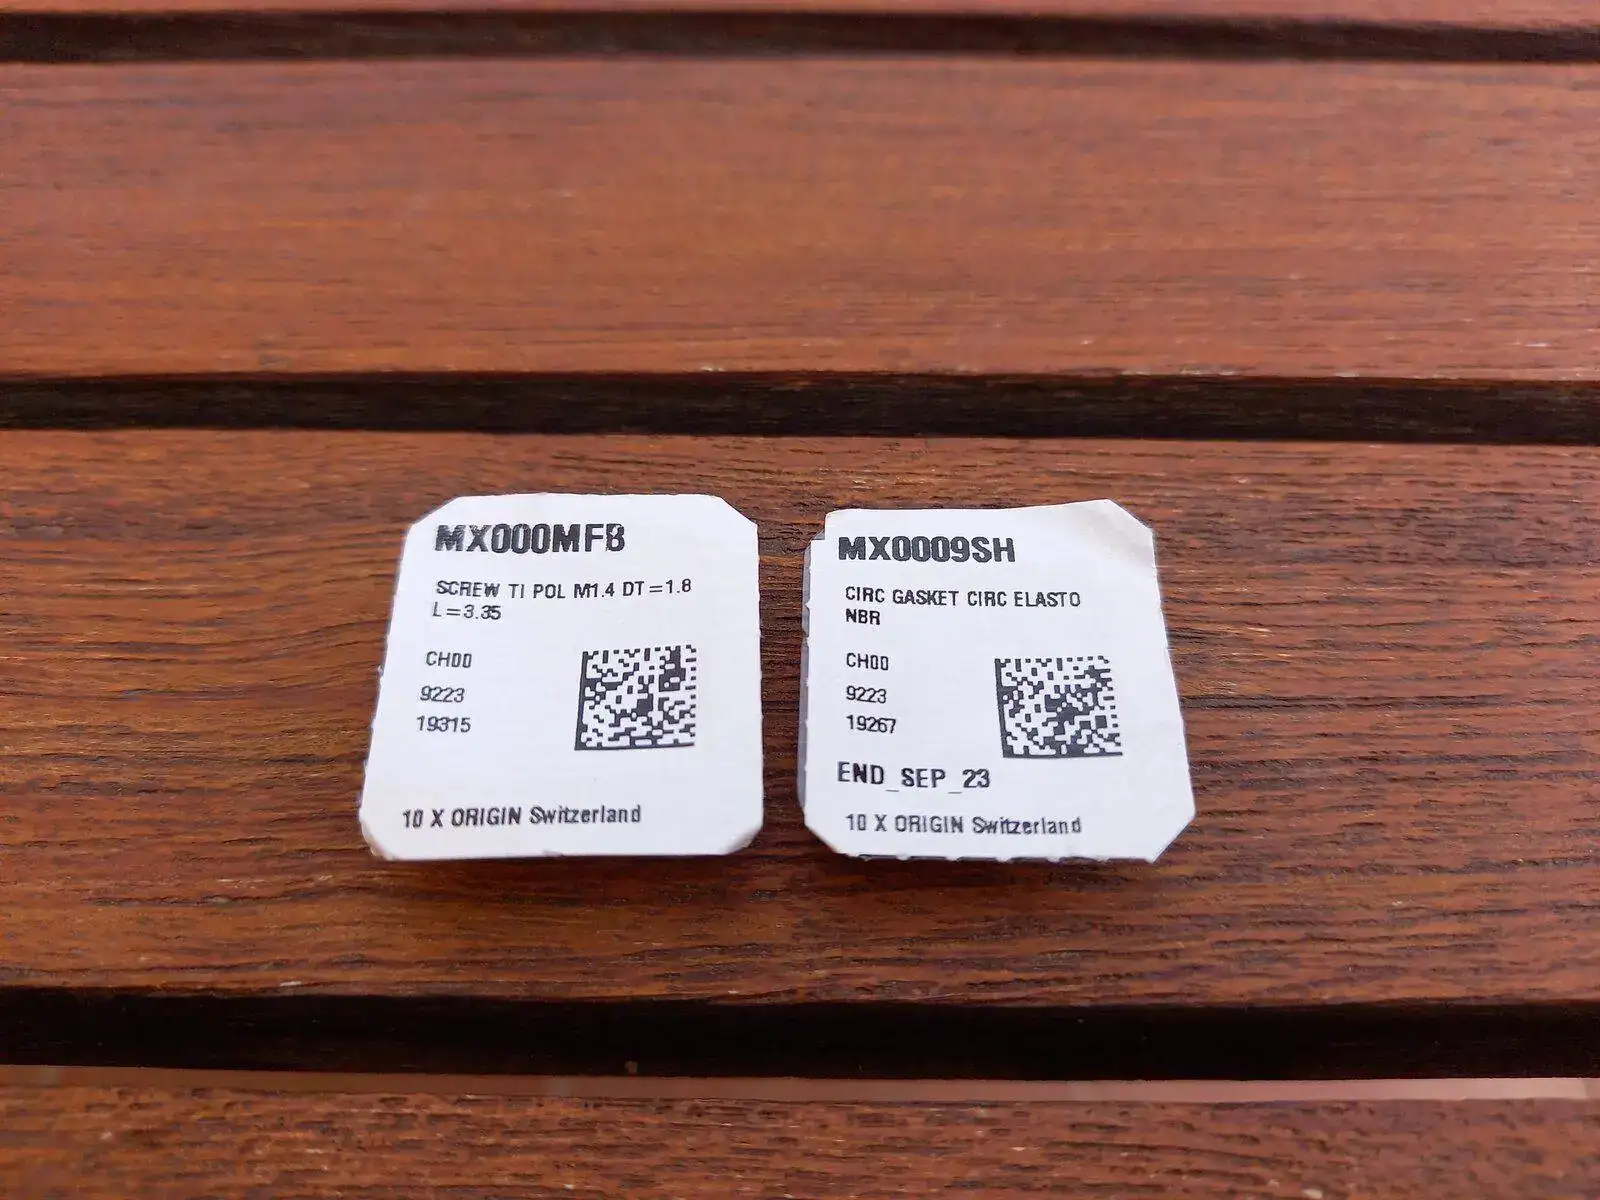 MX000MFB
SCREW TI POL M1.4 DT=1.8
L=3.35
CH00
9223
19315
10 X ORIGIN Switzerland
MX0009SH
CIRC GASKET CIRC ELASTO
NBR
CH00
9223
19267
END_SEP_23
10 X ORIGIN Switzerland